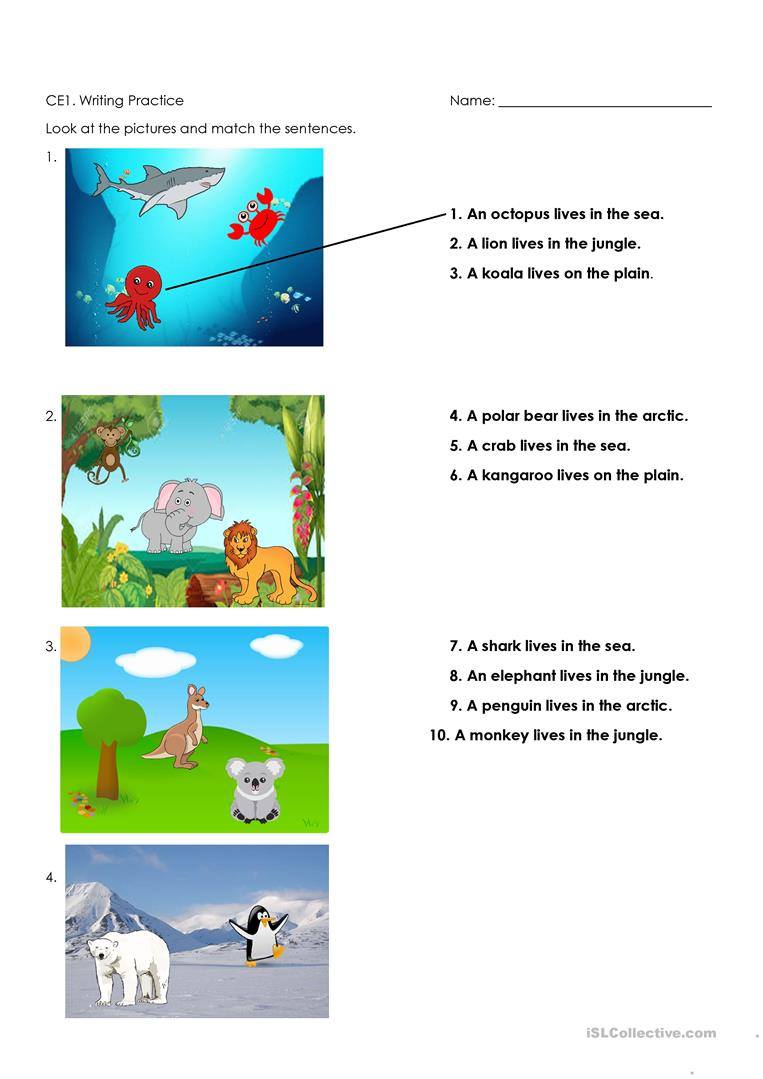 CE1. Writing Practice
Name: ___________________________
Look at the pictures and match the sentences.
1.
1. An octopus lives in the sea.
2. A lion lives in the jungle.
3. A koala lives on the plain.
2.
4. A polar bear lives in the arctic.
5. A crab lives in the sea.
6. A kangaroo lives on the plain.
3.
7. A shark lives in the sea.
8. An elephant lives in the jungle.
9. A penguin lives in the arctic.
10. A monkey lives in the jungle.
4.
iSLCollective.com